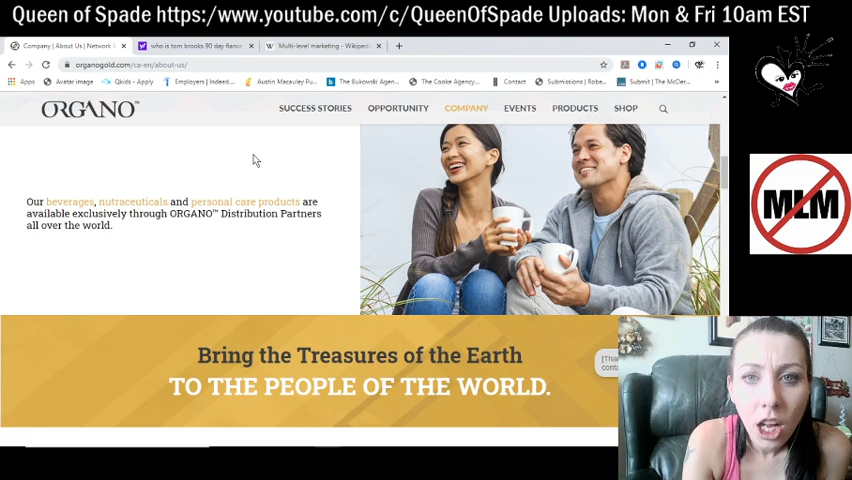 Queen of Spade https:/www.youtube.com/c/QueenOfSpade Uploads: Mon & Fri 10am EST
Company | About Us | Network who is tom brooks 90 day fiance W Multi-level marketing - Wikiped
organogold.com/ca-en/about-us/
Apps Avatar image Qkids - Apply Employers | Indeed... Austin Macauley Pu... The Bukowski Agen... The Cooke Agency... Contact Submissions | Robe... Submit | The McDer...
ORGANO™ SUCCESS STORIES OPPORTUNITY COMPANY EVENTS PRODUCTS SHOP
MLM
Our beverages, nutraceuticals and personal care products are
available exclusively through ORGANO™ Distribution Partners
all over the world.
Bring the Treasures of the Earth
TO THE PEOPLE OF THE WORLD.